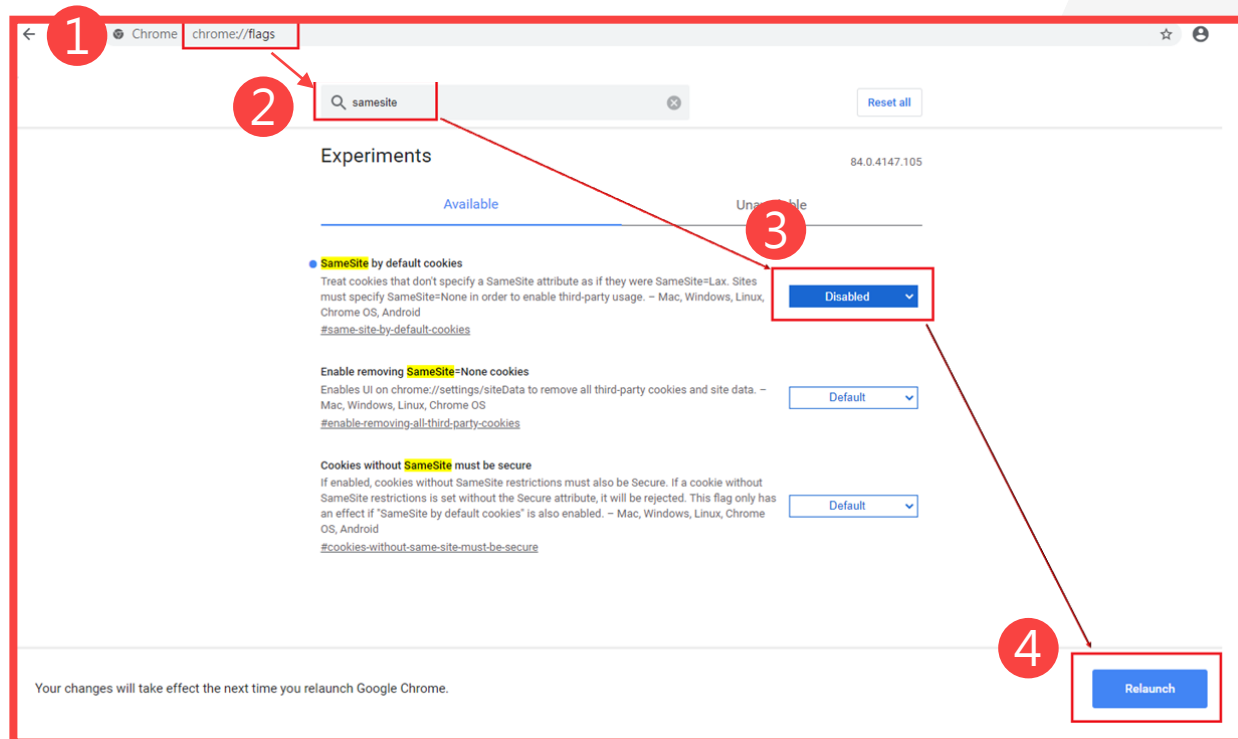 1
Chrome chrome://flags
2
samesite
Reset all
Experiments
84.0.4147.105
Available
3
SameSite by default cookies
Treat cookies that don't specify a SameSite attribute as if they were SameSite=Lax. Sites
must specify SameSite=None in order to enable third-party usage. – Mac, Windows, Linux,
Chrome OS, Android
#same-site-by-default-cookies
Disabled
Enable removing SameSite=None cookies
Enables UI on chrome://settings/siteData to remove all third-party cookies and site data. –
Mac, Windows, Linux, Chrome OS
#enable-removing-all-third-party-cookies
Default
Cookies without SameSite must be secure
If enabled, cookies without SameSite restrictions must also be Secure. If a cookie without
SameSite restrictions is set without the Secure attribute, it will be rejected. This flag only has
an effect if "SameSite by default cookies" is also enabled. – Mac, Windows, Linux, Chrome
OS, Android
#cookies-without-same-site-must-be-secure
Default
4
Your changes will take effect the next time you relaunch Google Chrome.
Relaunch